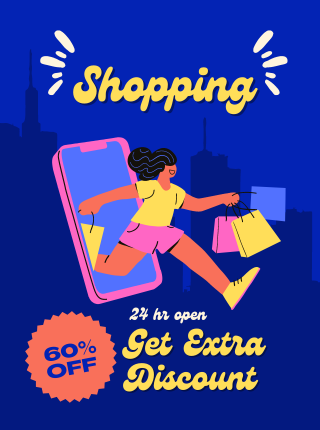 Shopping
24 hr open
Get Extra
Discount
60%
OFF